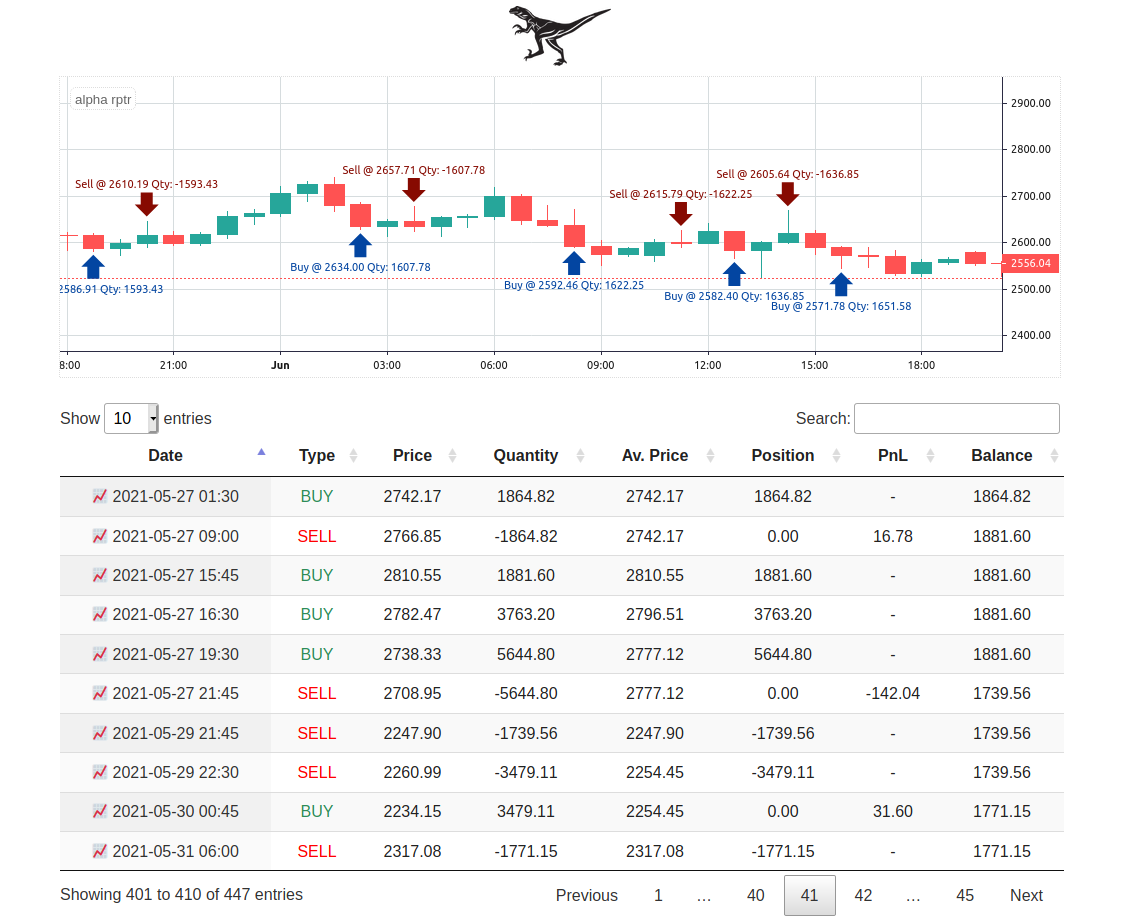 2900.00
alpha rptr
2800.00
Sell @ 2657.71 Qty: -1607.78
Sell @ 2605.64 Qty: -1636.85
Sell @ 2610.19 Qty: -1593.43
Sell @ 2615.79 Qty: -1622.25
2700.00
2600.00
2556.04
Buy @ 2634.00 Qty: 1607.78
2586.91 Qty: 1593.43
Buy @ 2592.46 Qty: 1622.25
2500.00
Buy @ 2582.40 Qty: 1636.85
Buy @ 2571.78 Qty: 1651.58
2400.00
8:00 21:00 Jun 03:00 06:00 09:00 12:00 15:00 18:00
Show 10 entries Search:
Date Type Price Quantity Av. Price Position PnL Balance
2021-05-27 01:30 BUY 2742.17 1864.82 2742.17 1864.82 - 1864.82
2021-05-27 09:00 SELL 2766.85 -1864.82 2742.17 0.00 16.78 1881.60
2021-05-27 15:45 BUY 2810.55 1881.60 2810.55 1881.60 - 1881.60
2021-05-27 16:30 BUY 2782.47 3763.20 2796.51 3763.20 - 1881.60
2021-05-27 19:30 BUY 2738.33 5644.80 2777.12 5644.80 - 1881.60
2021-05-27 21:45 SELL 2708.95 -5644.80 2777.12 0.00 -142.04 1739.56
2021-05-29 21:45 SELL 2247.90 -1739.56 2247.90 -1739.56 - 1739.56
2021-05-29 22:30 SELL 2260.99 -3479.11 2254.45 -3479.11 - 1739.56
2021-05-30 00:45 BUY 2234.15 3479.11 2254.45 0.00 31.60 1771.15
2021-05-31 06:00 SELL 2317.08 -1771.15 2317.08 -1771.15 - 1771.15
Showing 401 to 410 of 447 entries Previous 1 … 40 41 42 … 45 Next